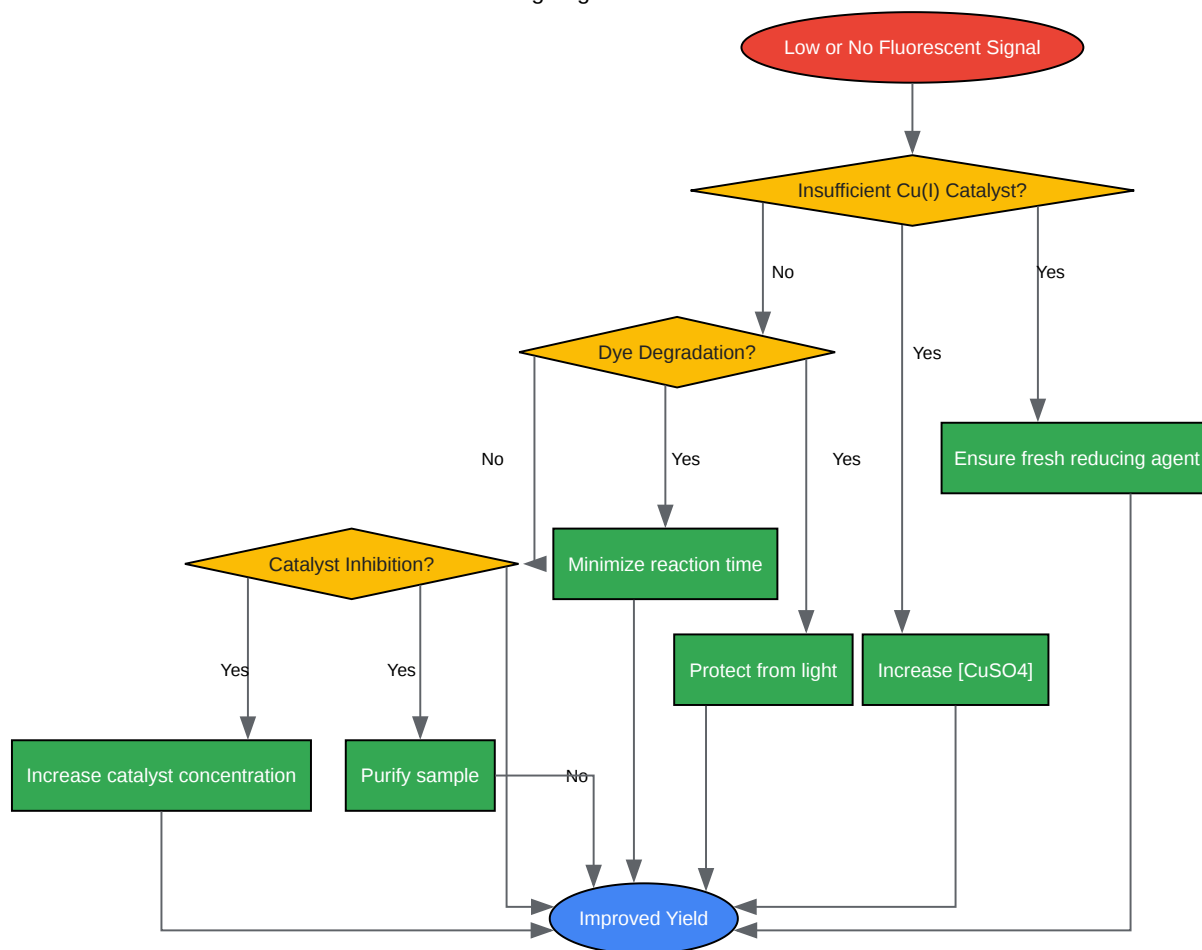 Low or No Fluorescent Signal
Insufficient Cu(I) Catalyst?
No
Yes
Dye Degradation?
Yes
No
Yes
Yes
Ensure fresh reducing agent
Catalyst Inhibition?
Minimize reaction time
Yes
Yes
Protect from light
Increase [CuSO4]
Increase catalyst concentration
Purify sample
No
Improved Yield